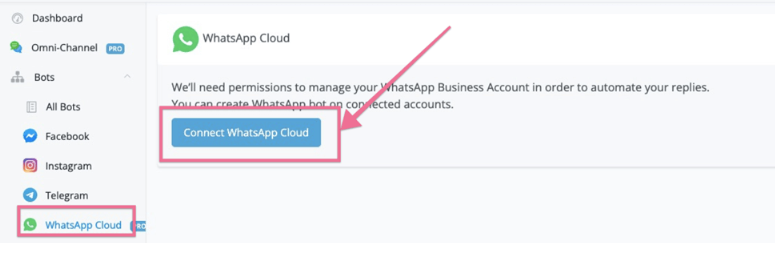 Dashboard
Omni-Channel PRO
Bots
All Bots
Facebook
Instagram
Telegram
WhatsApp Cloud
WhatsApp Cloud
We'll need permissions to manage your WhatsApp Business Account in order to automate your replies.
You can create WhatsApp bot on connected accounts.
Connect WhatsApp Cloud